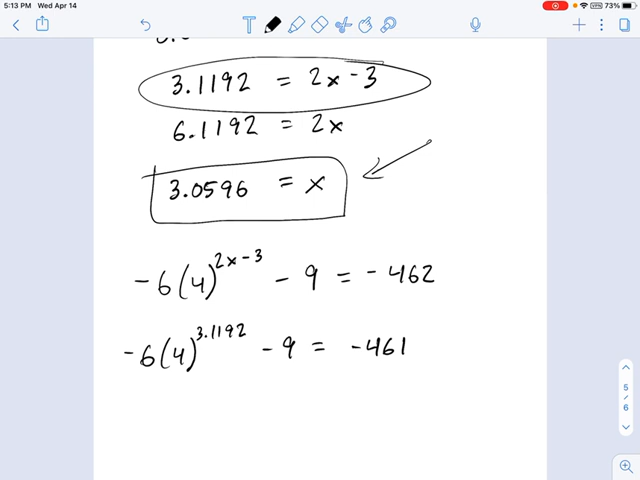 5:13 PM Wed Apr 14 73%
3.1192 = 2x - 3
6.1192 = 2x
3.0596 = x
-6(4)^{2x-3} - 9 = -462
-6(4)^{3.1192} - 9 = -461
5
/
6